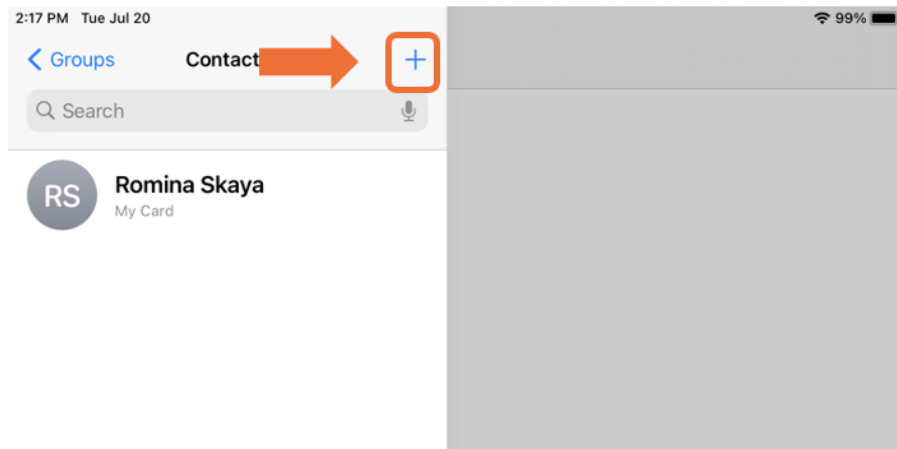 2:17 PM Tue Jul 20 99%
Groups Contact +
Search
RS Romina Skaya
My Card